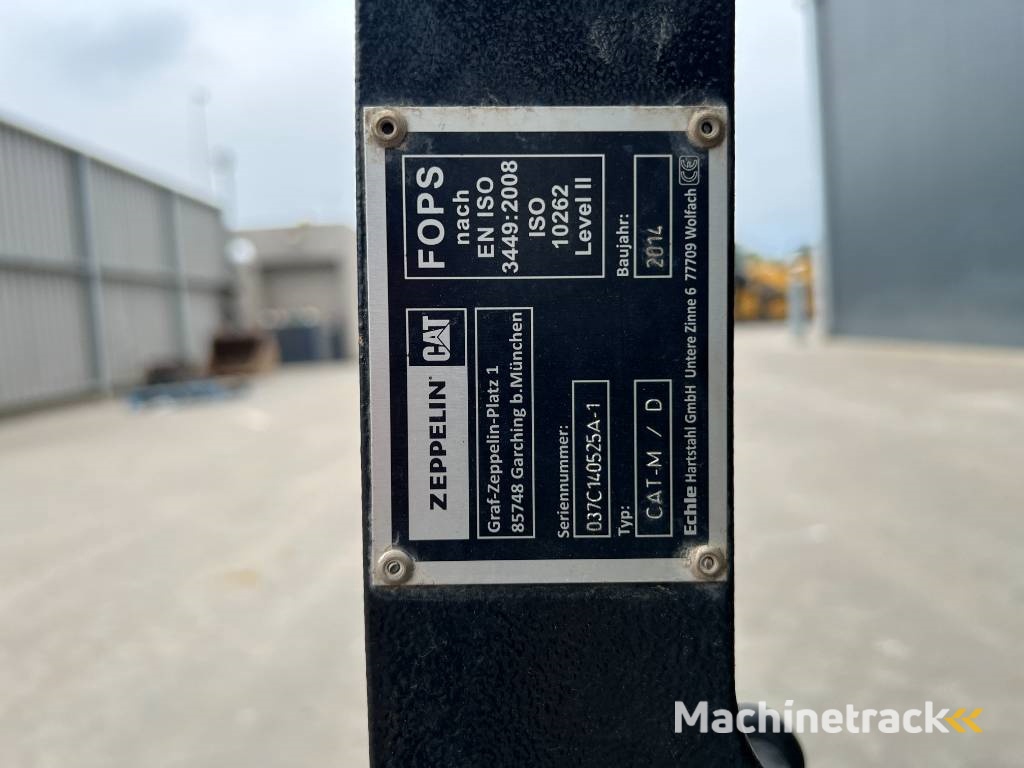 ZEPPELIN® CAT
Graf-Zeppelin-Platz 1
85748 Garching b.München
FOPS
nach
EN ISO
3449:2008
ISO
10262
Level II
Seriennummer:
037C140525A-1
Baujahr:
2014
Typ:
CAT-M / D
Echle Hartstahl GmbH Untere Zinne 6 77709 Wolfach CE
Machinetrack